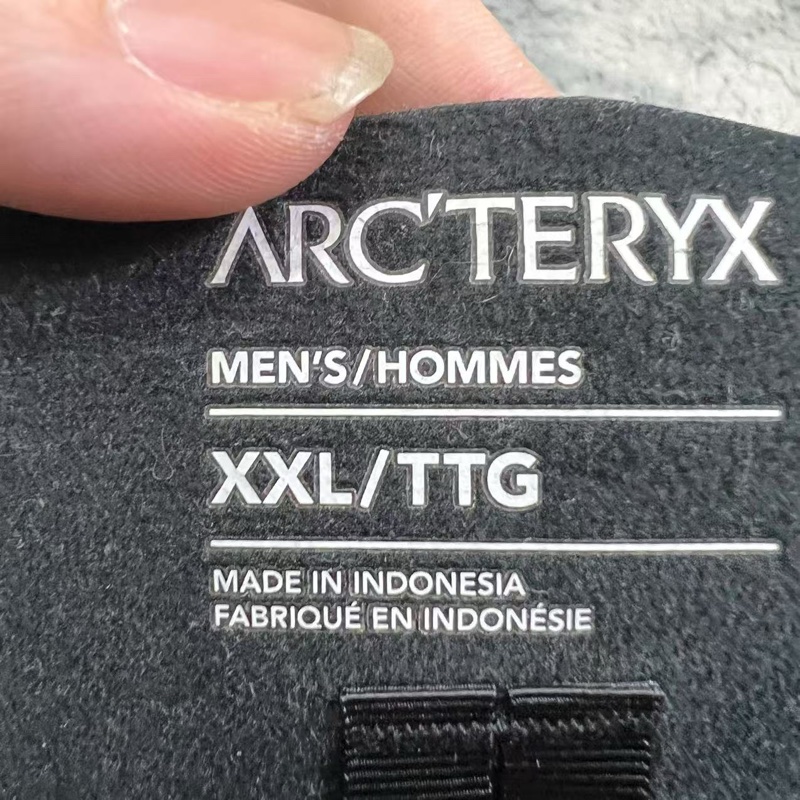 ARC'TERYX
MEN'S/HOMMES
XXL/TTG
MADE IN INDONESIA
FABRIQUÉ EN INDONÉSIE